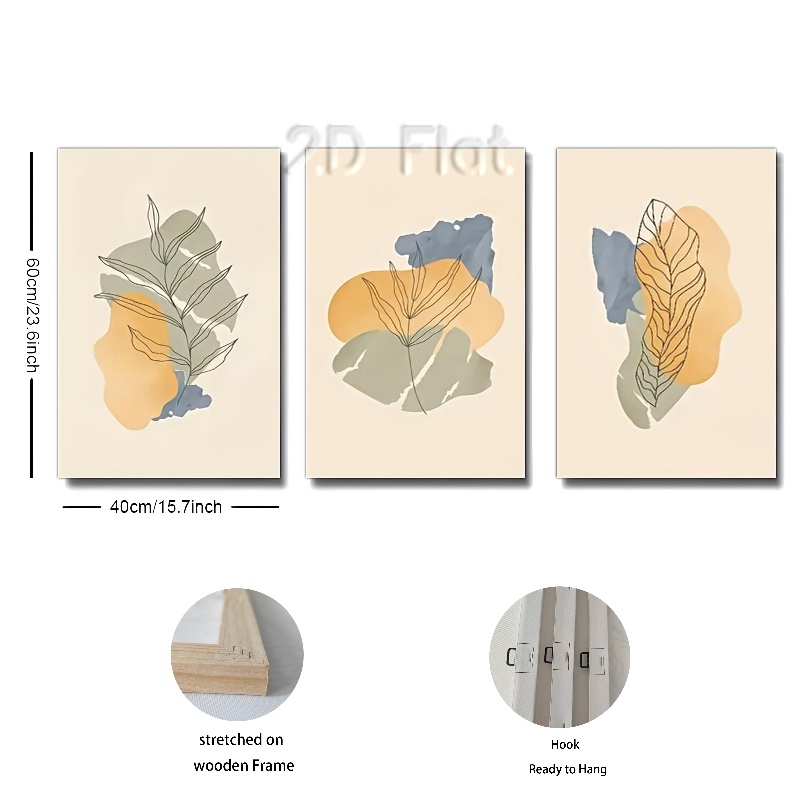 2D Flat
60cm/23.6inch
40cm/15.7inch
stretched on
wooden Frame
Hook
Ready to Hang